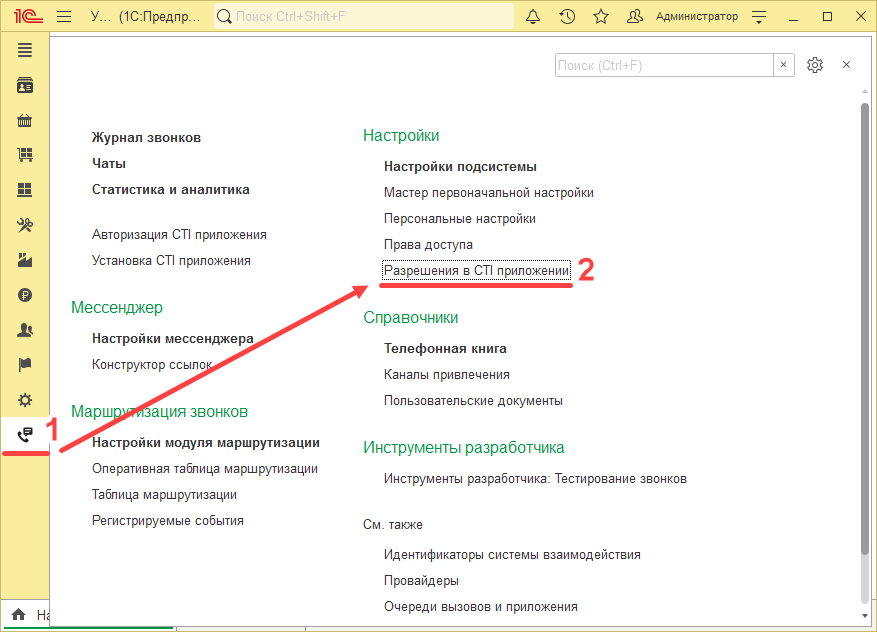 1С У... (1С:Предпр... Поиск Ctrl+Shift+F Администратор
Поиск (Ctrl+F)
Журнал звонков
Чаты
Статистика и аналитика
Авторизация CTI приложения
Установка CTI приложения
Мессенджер
Настройки мессенджера
Конструктор ссылок
Маршрутизация звонков
Настройки модуля маршрутизации
Оперативная таблица маршрутизации
Таблица маршрутизации
Регистрируемые события
Настройки
Настройки подсистемы
Мастер первоначальной настройки
Персональные настройки
Права доступа
Разрешения в CTI приложении 2
Справочники
Телефонная книга
Каналы привлечения
Пользовательские документы
Инструменты разработчика
Инструменты разработчика: Тестирование звонков
См. также
Идентификаторы системы взаимодействия
Провайдеры
Очереди вызовов и приложения
1
На